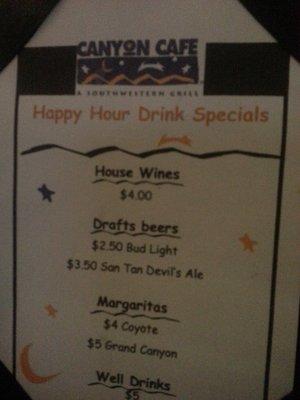 CANYON CAFE
A SOUTHWESTERN GRILL
Happy Hour Drink Specials
House Wines
$4.00
Drafts beers
$2.50 Bud Light
$3.50 San Tan Devil's Ale
Margaritas
$4 Coyote
$5 Grand Canyon
Well Drinks
$5